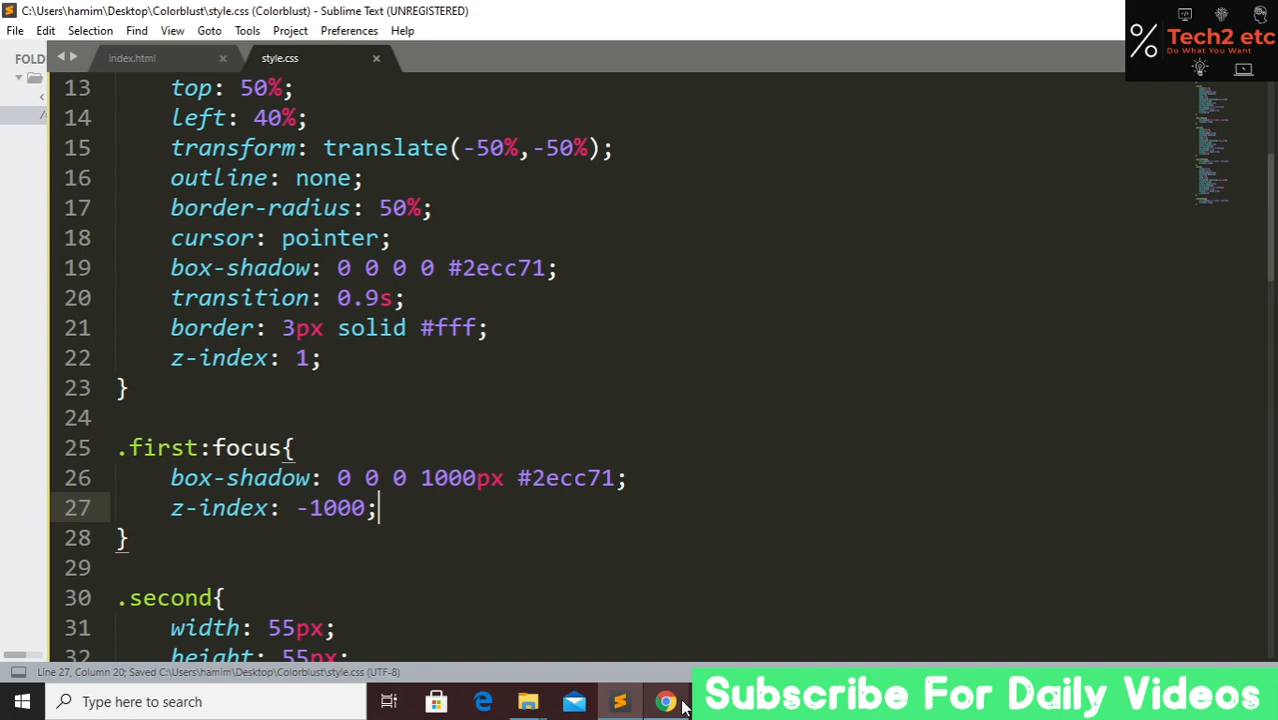 C:\Users\hamim\Desktop\Colorblust\style.css (Colorblust) - Sublime Text (UNREGISTERED)
File Edit Selection Find View Goto Tools Project Preferences Help
Tech2 etc
Do What You Want
FOLD
index.html
style.css
13 top: 50%;
14 left: 40%;
15 transform: translate(-50%,-50%);
16 outline: none;
17 border-radius: 50%;
18 cursor: pointer;
19 box-shadow: 0 0 0 0 #2ecc71;
20 transition: 0.9s;
21 border: 3px solid #fff;
22 z-index: 1;
23 }
24
25 .first:focus{
26 box-shadow: 0 0 0 1000px #2ecc71;
27 z-index: -1000;
28 }
29
30 .second{
31 width: 55px;
32 height: 55px;
Line 27, Column 20; Saved C:\Users\hamim\Desktop\Colorblust\style.css (UTF-8)
Type here to search
Subscribe For Daily Videos